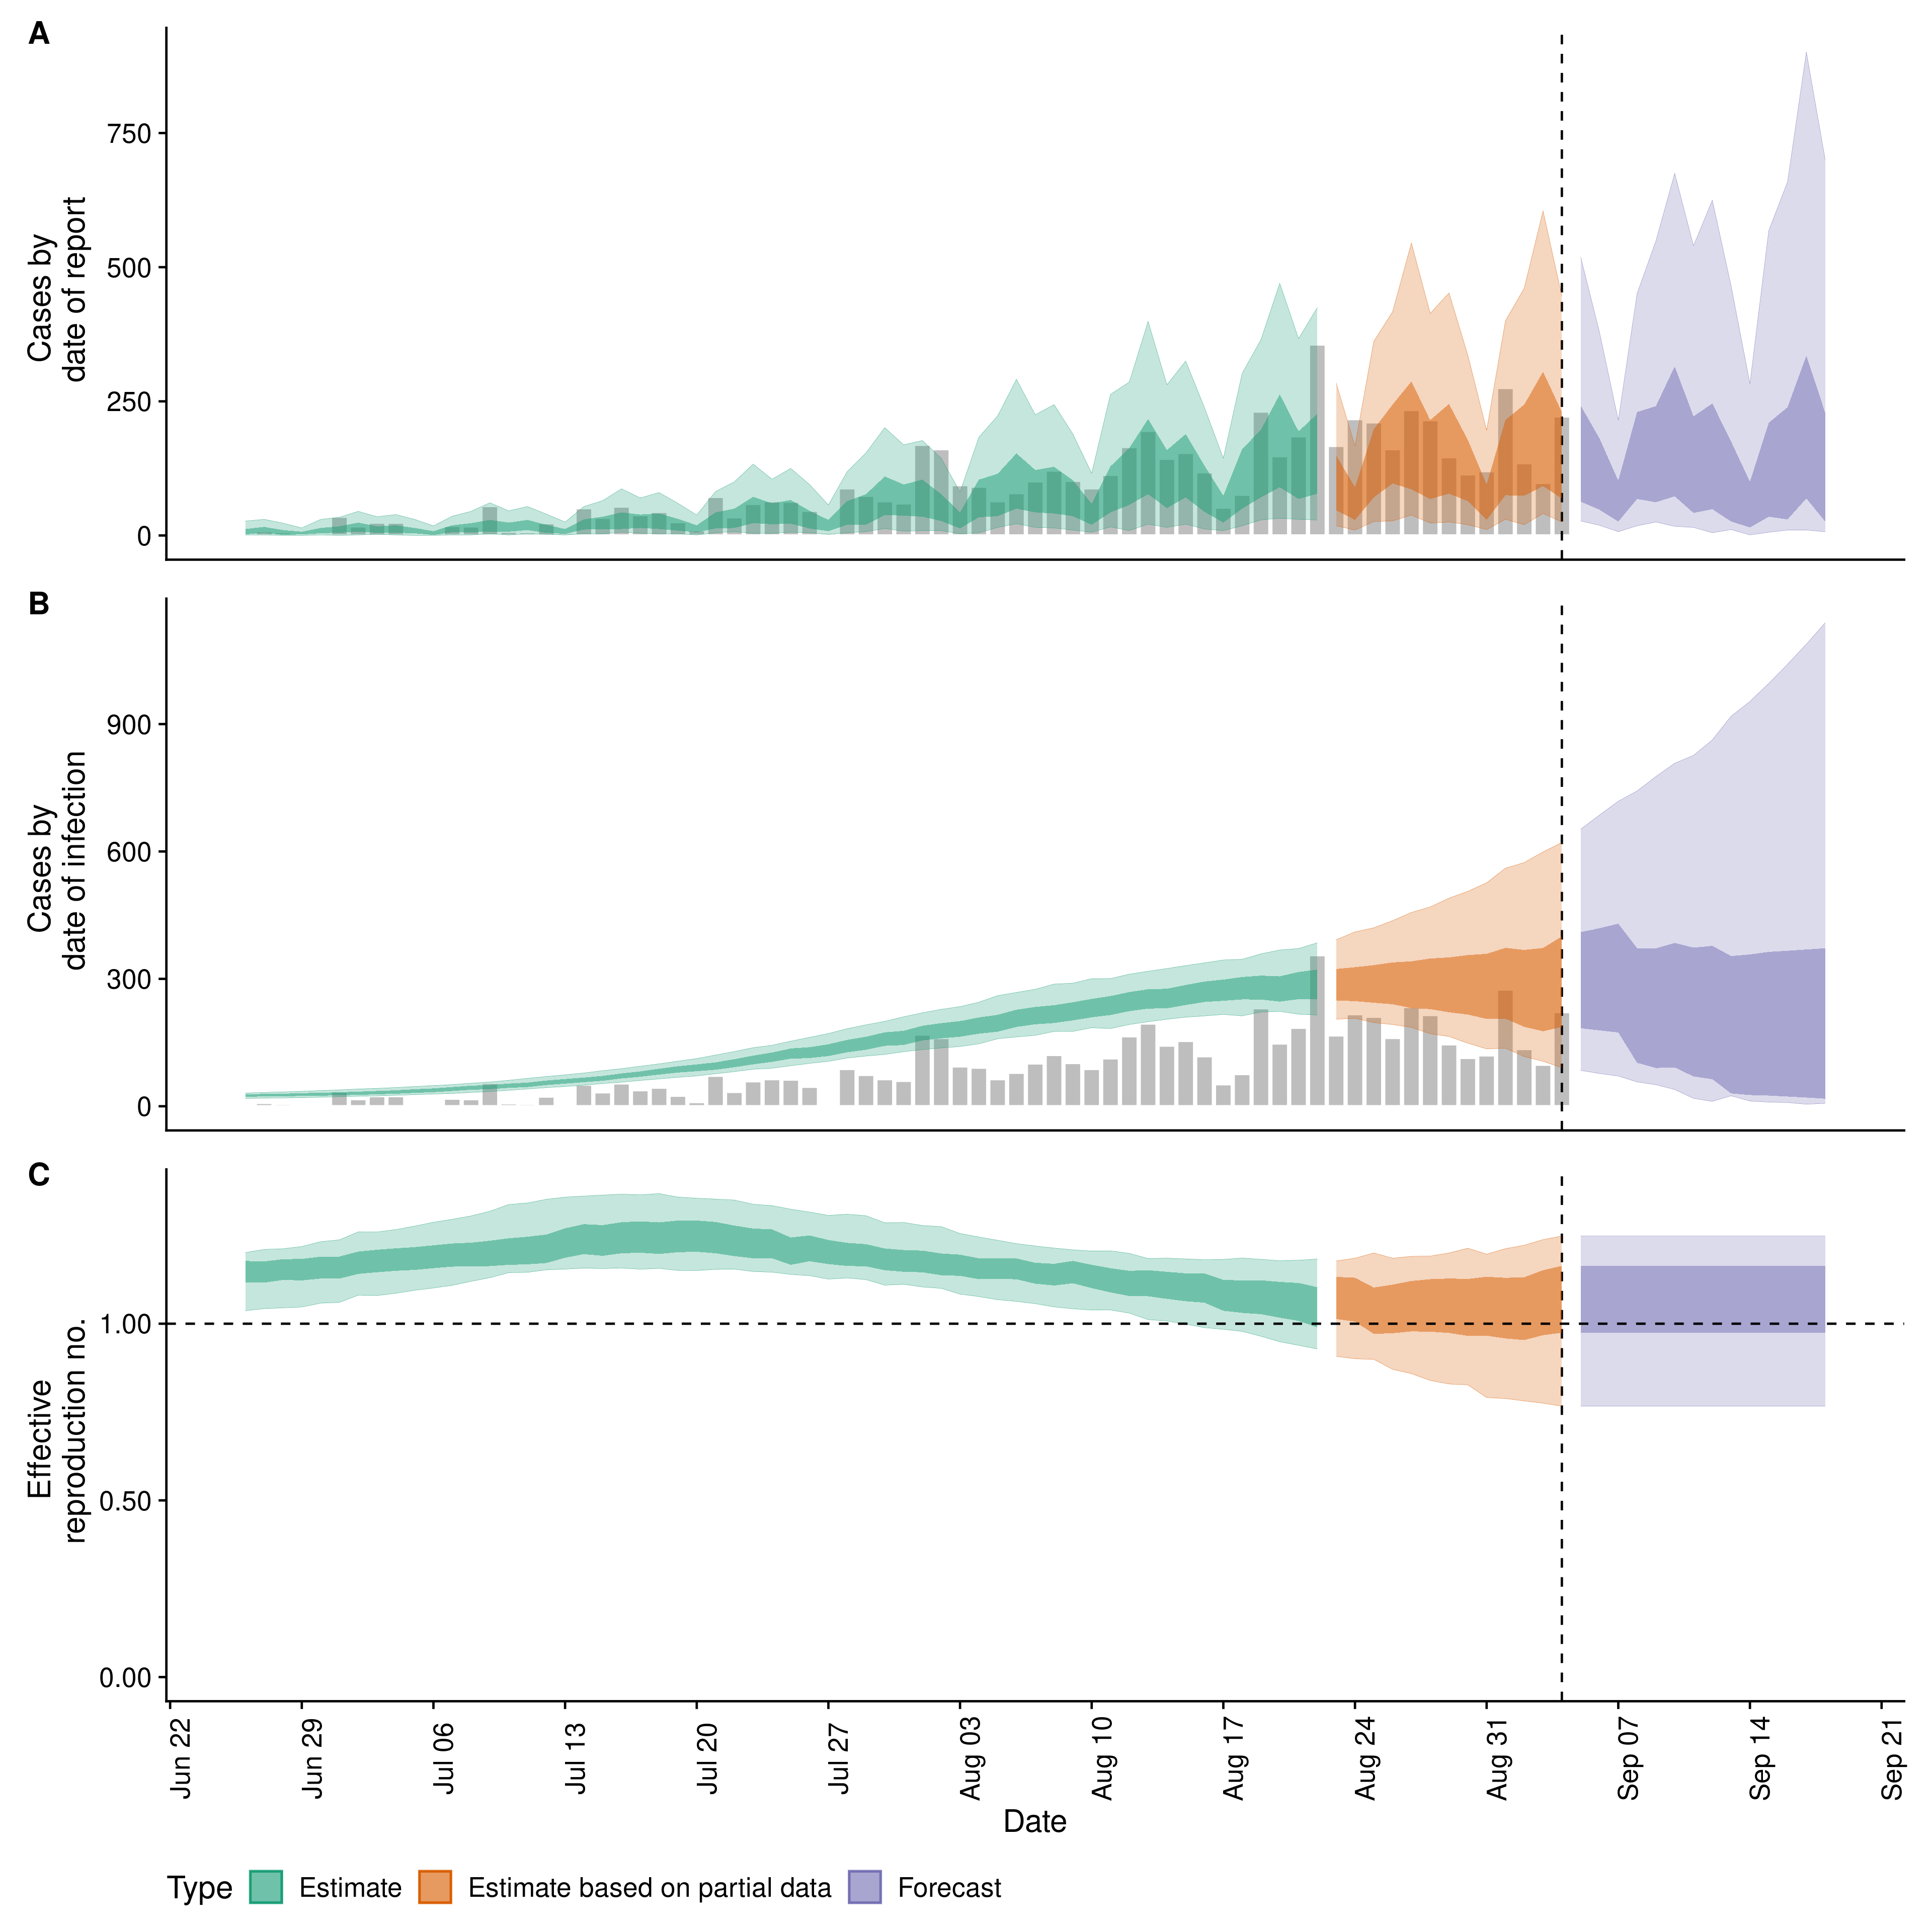 A
Cases by
date of report
750
500
250
0
B
Cases by
date of infection
900
600
300
0
C
Effective
reproduction no.
1.00
0.50
0.00
Jun 22
Jun 29
Jul 06
Jul 13
Jul 20
Jul 27
Aug 03
Aug 10
Aug 17
Aug 24
Aug 31
Sep 07
Sep 14
Sep 21
Date
Type Estimate Estimate based on partial data Forecast